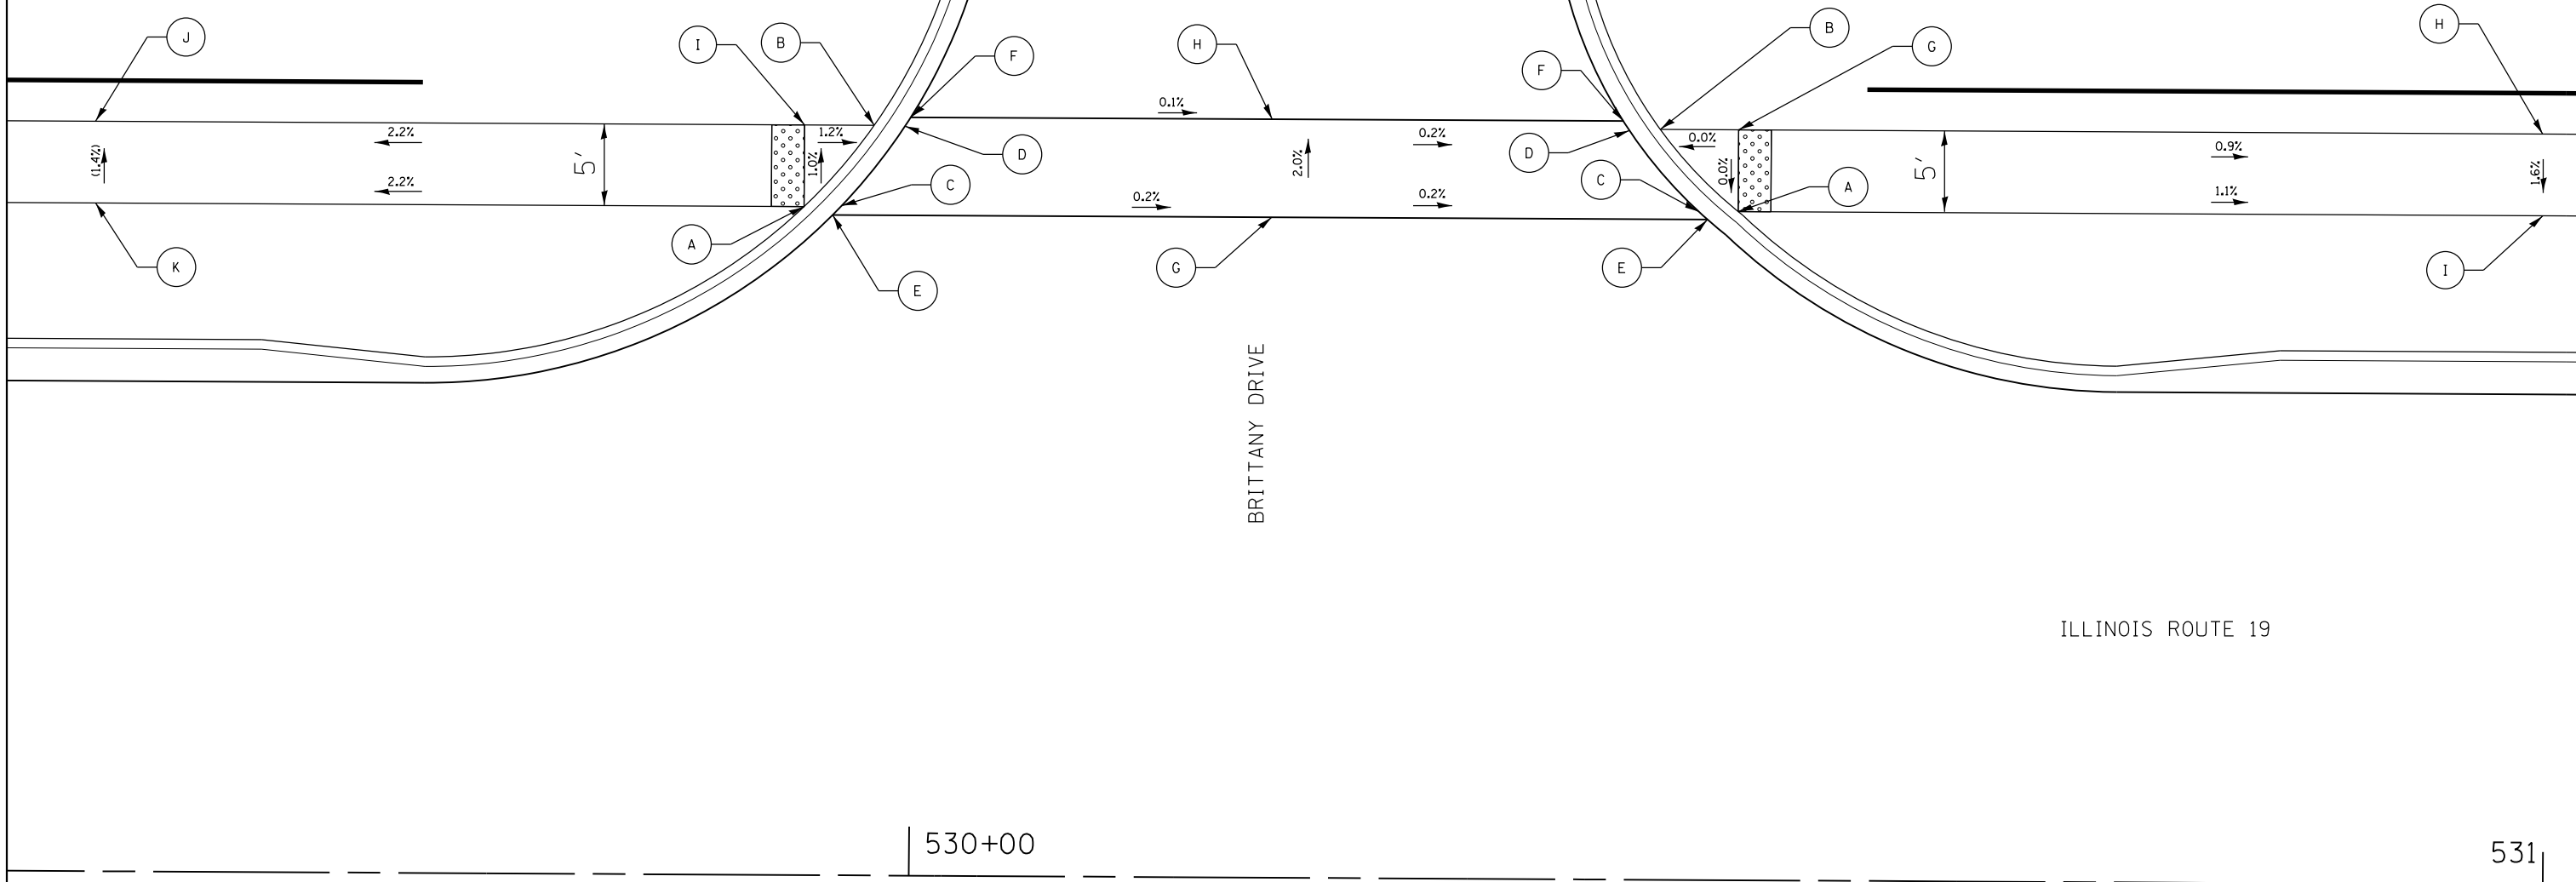 J
I
B
F
H
F
B
G
H
0.1%
2.2%
1.2%
0.2%
0.0%
0.9%
(1.4%)
5'
1.0%
D
2.0%
D
0.0%
5'
1.6%
2.2%
C
0.2%
0.2%
C
A
1.1%
A
K
E
G
E
I
BRITTANY DRIVE
ILLINOIS ROUTE 19
530+00
531